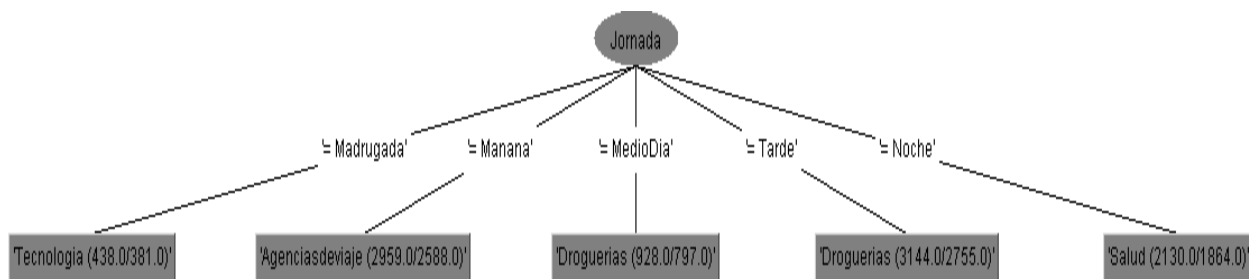 Jornada
'= Madrugada'
'= Manana'
'= MedioDia'
'= Tarde'
'= Noche'
'Tecnologia (438.0/381.0)'
'Agenciasdeviaje (2959.0/2588.0)'
'Droguerias (928.0/797.0)'
'Droguerias (3144.0/2755.0)'
'Salud (2130.0/1864.0)'